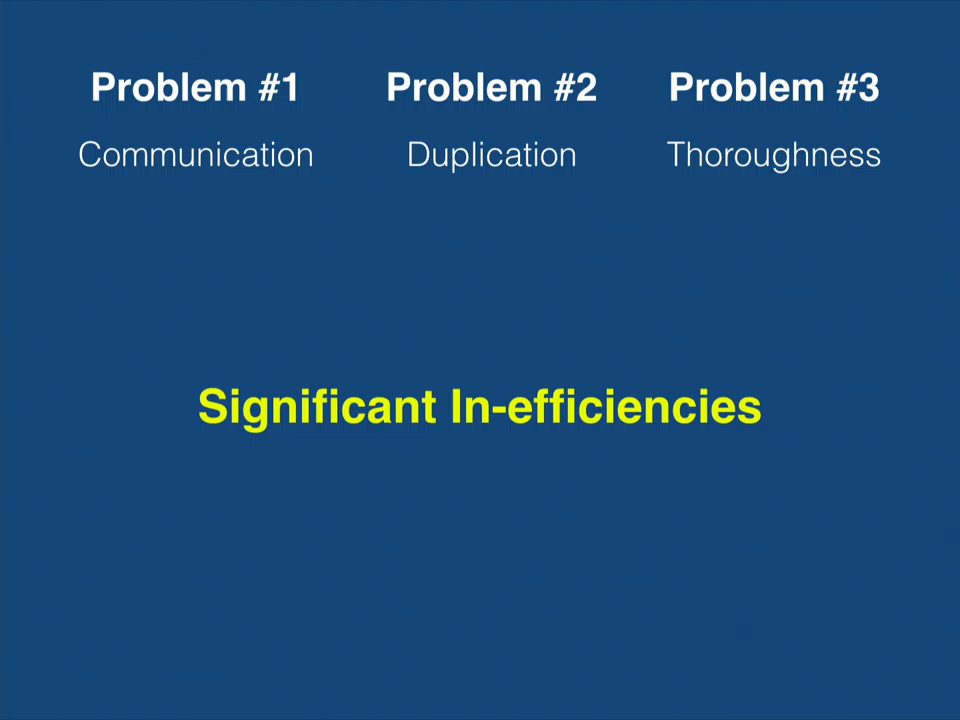 Problem #1 Problem #2 Problem #3
Communication Duplication Thoroughness
Significant In-efficiencies